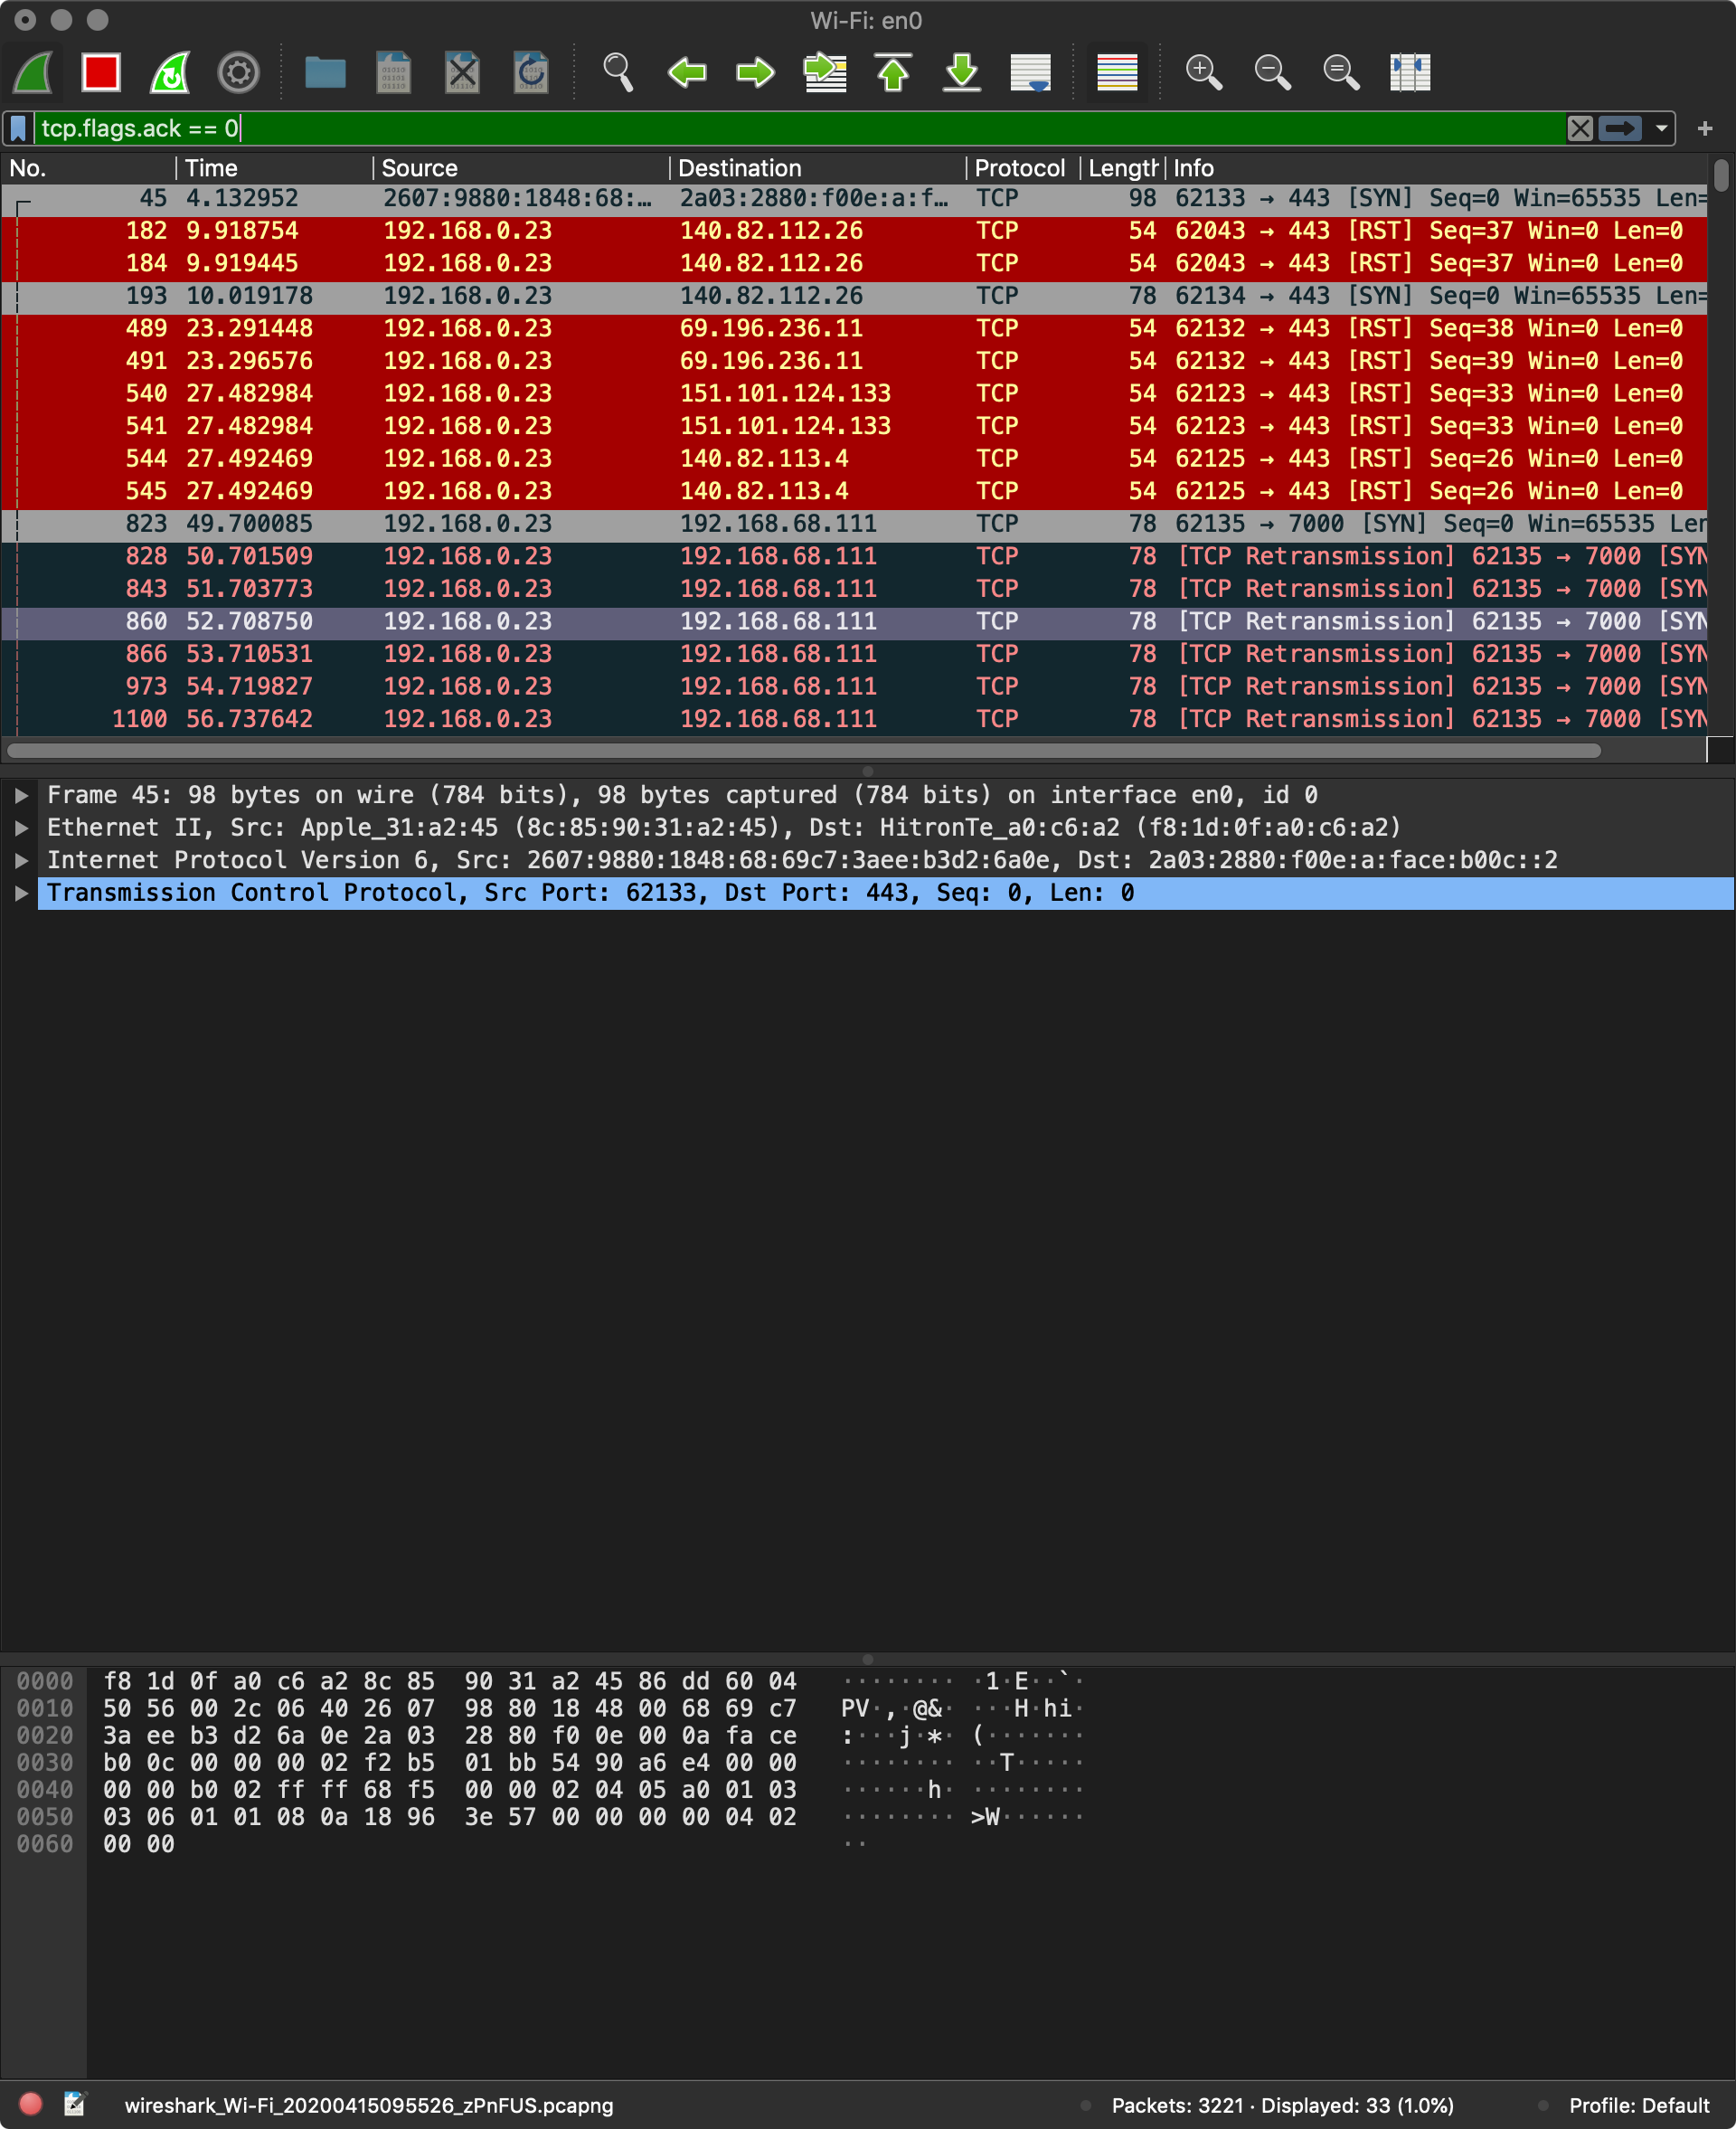 Wi-Fi: en0
tcp.flags.ack == 0
No. Time Source Destination Protocol Length Info
45 4.132952 2607:9880:1848:68:… 2a03:2880:f00e:a:f… TCP 98 62133 → 443 [SYN] Seq=0 Win=65535 Len=
182 9.918754 192.168.0.23 140.82.112.26 TCP 54 62043 → 443 [RST] Seq=37 Win=0 Len=0
184 9.919445 192.168.0.23 140.82.112.26 TCP 54 62043 → 443 [RST] Seq=37 Win=0 Len=0
193 10.019178 192.168.0.23 140.82.112.26 TCP 78 62134 → 443 [SYN] Seq=0 Win=65535 Len=
489 23.291448 192.168.0.23 69.196.236.11 TCP 54 62132 → 443 [RST] Seq=38 Win=0 Len=0
491 23.296576 192.168.0.23 69.196.236.11 TCP 54 62132 → 443 [RST] Seq=39 Win=0 Len=0
540 27.482984 192.168.0.23 151.101.124.133 TCP 54 62123 → 443 [RST] Seq=33 Win=0 Len=0
541 27.482984 192.168.0.23 151.101.124.133 TCP 54 62123 → 443 [RST] Seq=33 Win=0 Len=0
544 27.492469 192.168.0.23 140.82.113.4 TCP 54 62125 → 443 [RST] Seq=26 Win=0 Len=0
545 27.492469 192.168.0.23 140.82.113.4 TCP 54 62125 → 443 [RST] Seq=26 Win=0 Len=0
823 49.700085 192.168.0.23 192.168.68.111 TCP 78 62135 → 7000 [SYN] Seq=0 Win=65535 Len
828 50.701509 192.168.0.23 192.168.68.111 TCP 78 [TCP Retransmission] 62135 → 7000 [SYN
843 51.703773 192.168.0.23 192.168.68.111 TCP 78 [TCP Retransmission] 62135 → 7000 [SYN
860 52.708750 192.168.0.23 192.168.68.111 TCP 78 [TCP Retransmission] 62135 → 7000 [SYN
866 53.710531 192.168.0.23 192.168.68.111 TCP 78 [TCP Retransmission] 62135 → 7000 [SYN
973 54.719827 192.168.0.23 192.168.68.111 TCP 78 [TCP Retransmission] 62135 → 7000 [SYN
1100 56.737642 192.168.0.23 192.168.68.111 TCP 78 [TCP Retransmission] 62135 → 7000 [SYN
Frame 45: 98 bytes on wire (784 bits), 98 bytes captured (784 bits) on interface en0, id 0
Ethernet II, Src: Apple_31:a2:45 (8c:85:90:31:a2:45), Dst: HitronTe_a0:c6:a2 (f8:1d:0f:a0:c6:a2)
Internet Protocol Version 6, Src: 2607:9880:1848:68:69c7:3aee:b3d2:6a0e, Dst: 2a03:2880:f00e:a:face:b00c::2
Transmission Control Protocol, Src Port: 62133, Dst Port: 443, Seq: 0, Len: 0
0000 f8 1d 0f a0 c6 a2 8c 85 90 31 a2 45 86 dd 60 04 ········ ·1·E··`·
0010 50 56 00 2c 06 40 26 07 98 80 18 48 00 68 69 c7 PV·,·@&· ···H·hi·
0020 3a ee b3 d2 6a 0e 2a 03 28 80 f0 0e 00 0a fa ce :···j·*· (·······
0030 b0 0c 00 00 00 02 f2 b5 01 bb 54 90 a6 e4 00 00 ········ ··T·····
0040 00 00 b0 02 ff ff 68 f5 00 00 02 04 05 a0 01 03 ······h· ········
0050 03 06 01 01 08 0a 18 96 3e 57 00 00 00 00 04 02 ········ >W······
0060 00 00 ··
wireshark_Wi-Fi_20200415095526_zPnFUS.pcapng Packets: 3221 · Displayed: 33 (1.0%) Profile: Default